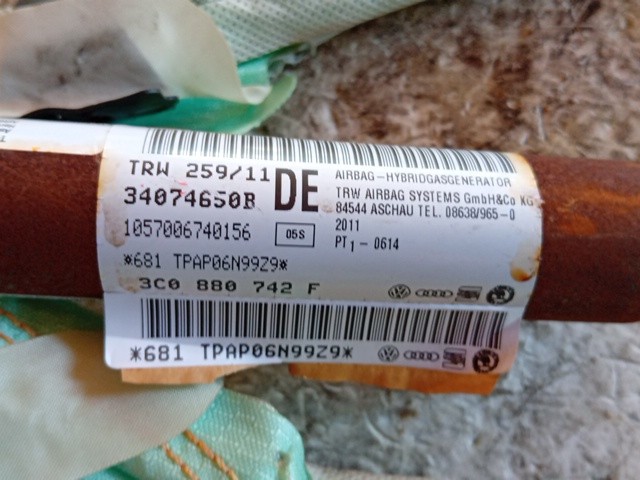 TRW 259/11
34074650B
DE
1057006740156
05S
*681 TPAP06N99Z9*
3C0 880 742 F
AIRBAG-HYBRIDGASGENERATOR
TRW AIRBAG SYSTEMS GmbH&Co KG
84544 ASCHAU TEL. 08638/965-0
2011
PT1 - 0614
*681 TPAP06N99Z9*